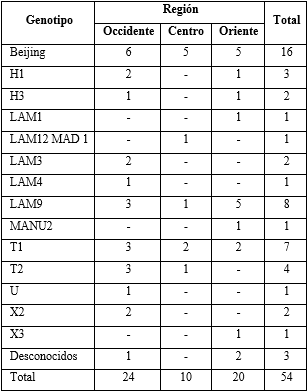 Genotipo Región Total
Occidente Centro Oriente
Beijing 6 5 5 16
H1 2 - 1 3
H3 1 - 1 2
LAM1 - - 1 1
LAM12 MAD 1 - 1 - 1
LAM3 2 - - 2
LAM4 1 - - 1
LAM9 3 1 5 8
MANU2 - - 1 1
T1 3 2 2 7
T2 3 1 - 4
U 1 - - 1
X2 2 - - 2
X3 - - 1 1
Desconocidos 1 - 2 3
Total 24 10 20 54